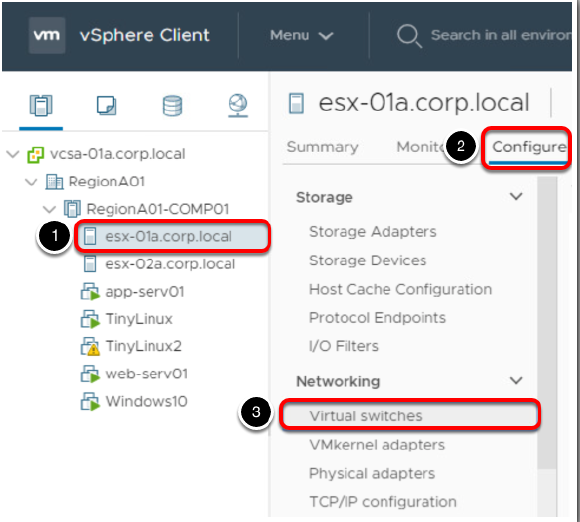 vm vSphere Client Menu Search in all environ
esx-01a.corp.local
Summary Monito 2 Configure
vcsa-01a.corp.local
RegionA01
RegionA01-COMP01
1 esx-01a.corp.local
esx-02a.corp.local
app-serv01
TinyLinux
TinyLinux2
web-serv01
Windows10
Storage
Storage Adapters
Storage Devices
Host Cache Configuration
Protocol Endpoints
I/O Filters
Networking
3 Virtual switches
VMkernel adapters
Physical adapters
TCP/IP configuration